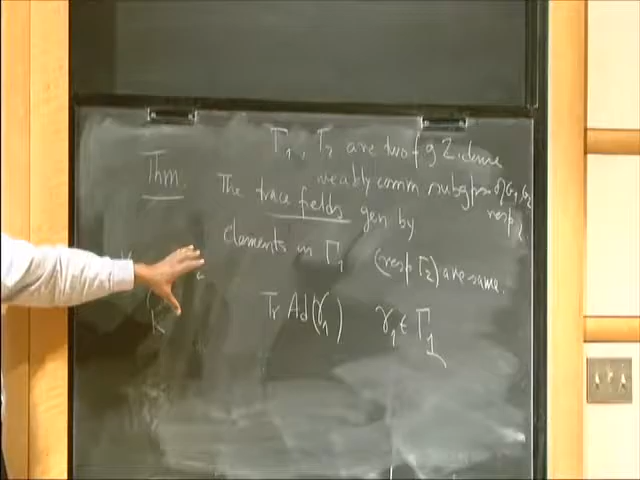 Γ₁, Γ₂ are two f g Z. dense
Thm. weakly comm subgps of G₁, G₂ resp.
The trace fields gen by
elements in Γ₁ (resp Γ₂) are same.
Tr Ad(γ₁) γ₁ ∈ Γ₁
K